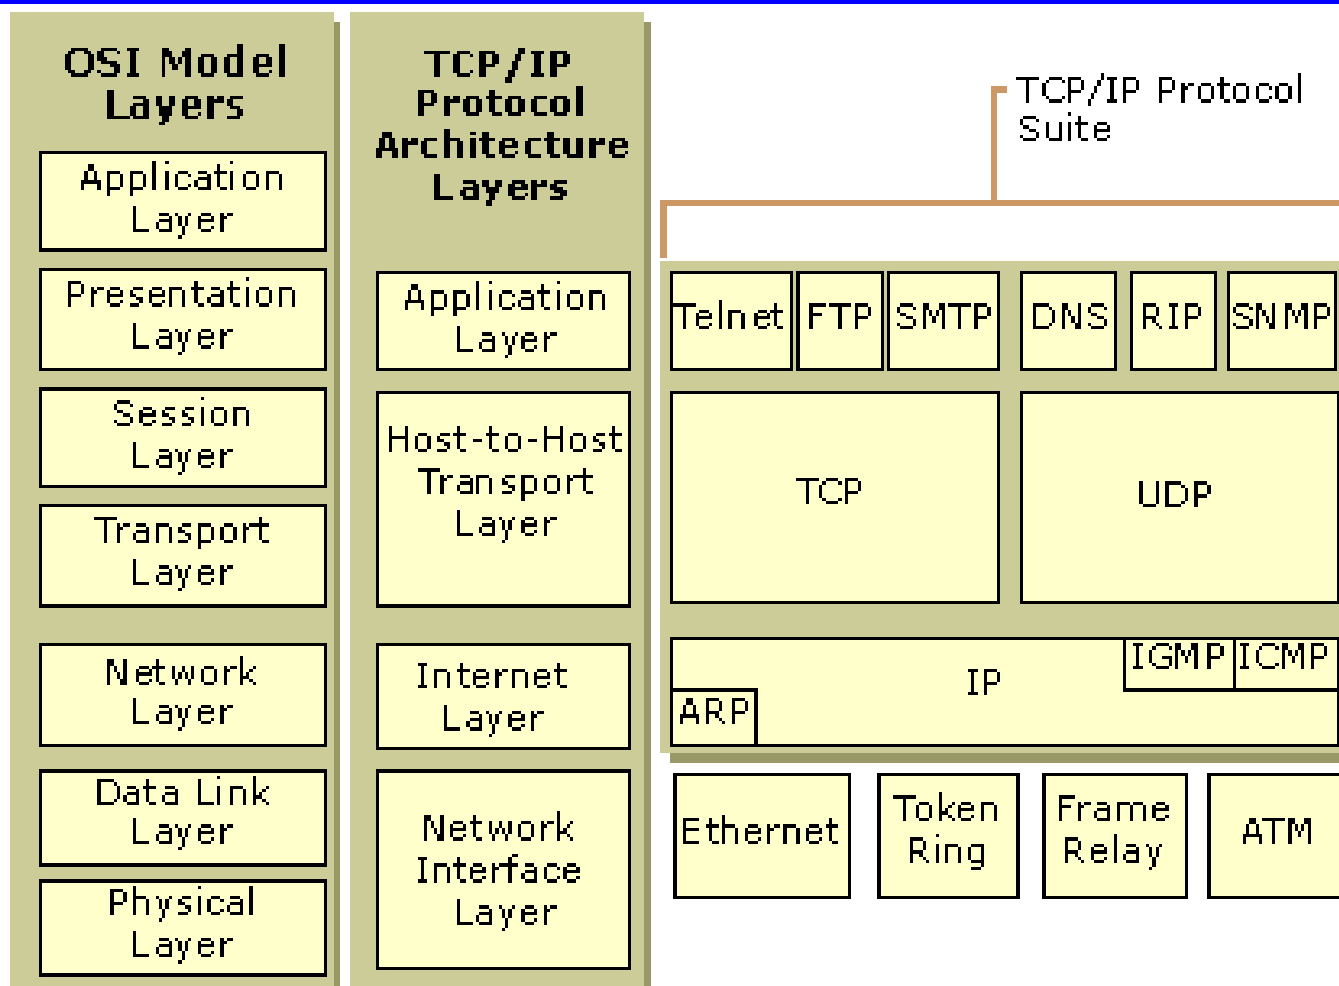 OSI Model
Layers
Application
Layer
Presentation
Layer
Session
Layer
Transport
Layer
Network
Layer
Data Link
Layer
Physical
Layer
TCP/IP
Protocol
Architecture
Layers
Application
Layer
Host-to-Host
Transport
Layer
Internet
Layer
Network
Interface
Layer
TCP/IP Protocol
Suite
Telnet FTP SMTP DNS RIP SNMP
TCP UDP
IP IGMP ICMP
ARP
Ethernet
Token
Ring
Frame
Relay
ATM